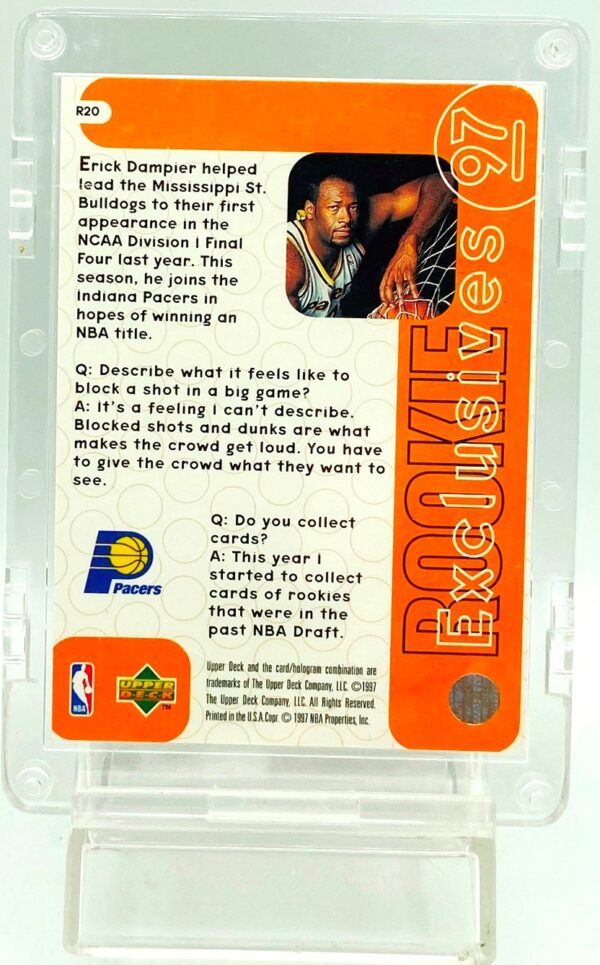 R20
Erick Dampier helped
lead the Mississippi St.
Bulldogs to their first
appearance in the
NCAA Division I Final
Four last year. This
season, he joins the
Indiana Pacers in
hopes of winning an
NBA title.
Q: Describe what it feels like to
block a shot in a big game?
A: It's a feeling I can't describe.
Blocked shots and dunks are what
makes the crowd get loud. You have
to give the crowd what they want to
see.
Q: Do you collect
cards?
A: This year I
started to collect
cards of rookies
that were in the
past NBA Draft.
Pacers
ROOKIE
Exclusives 97
NBA
UPPER
DECK
TM
Upper Deck and the card/hologram combination are
trademarks of The Upper Deck Company, LLC. ©1997
The Upper Deck Company, LLC. All Rights Reserved.
Printed in the U.S.A. Copr. © 1997 NBA Properties, Inc.